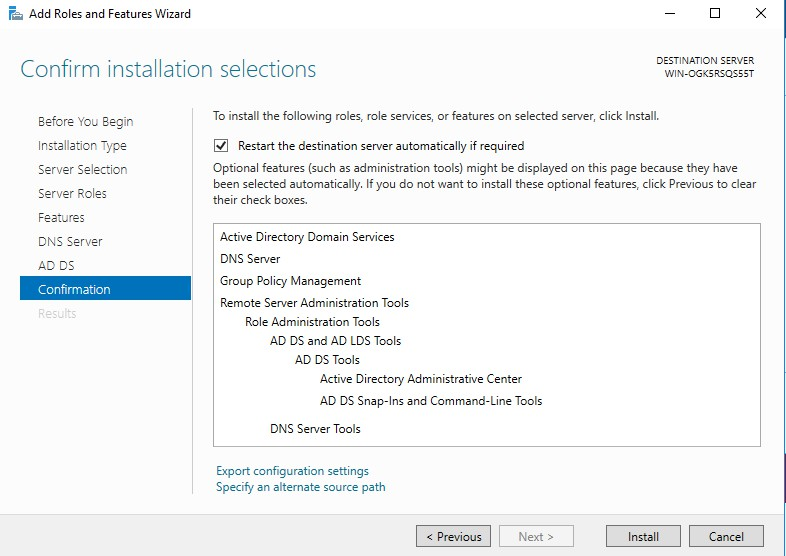 Add Roles and Features Wizard
Confirm installation selections
DESTINATION SERVER
WIN-OGK5RSQS55T
Before You Begin
Installation Type
Server Selection
Server Roles
Features
DNS Server
AD DS
Confirmation
Results
To install the following roles, role services, or features on selected server, click Install.
Restart the destination server automatically if required
Optional features (such as administration tools) might be displayed on this page because they have
been selected automatically. If you do not want to install these optional features, click Previous to clear
their check boxes.
Active Directory Domain Services
DNS Server
Group Policy Management
Remote Server Administration Tools
Role Administration Tools
AD DS and AD LDS Tools
AD DS Tools
Active Directory Administrative Center
AD DS Snap-Ins and Command-Line Tools
DNS Server Tools
Export configuration settings
Specify an alternate source path
< Previous
Next >
Install
Cancel